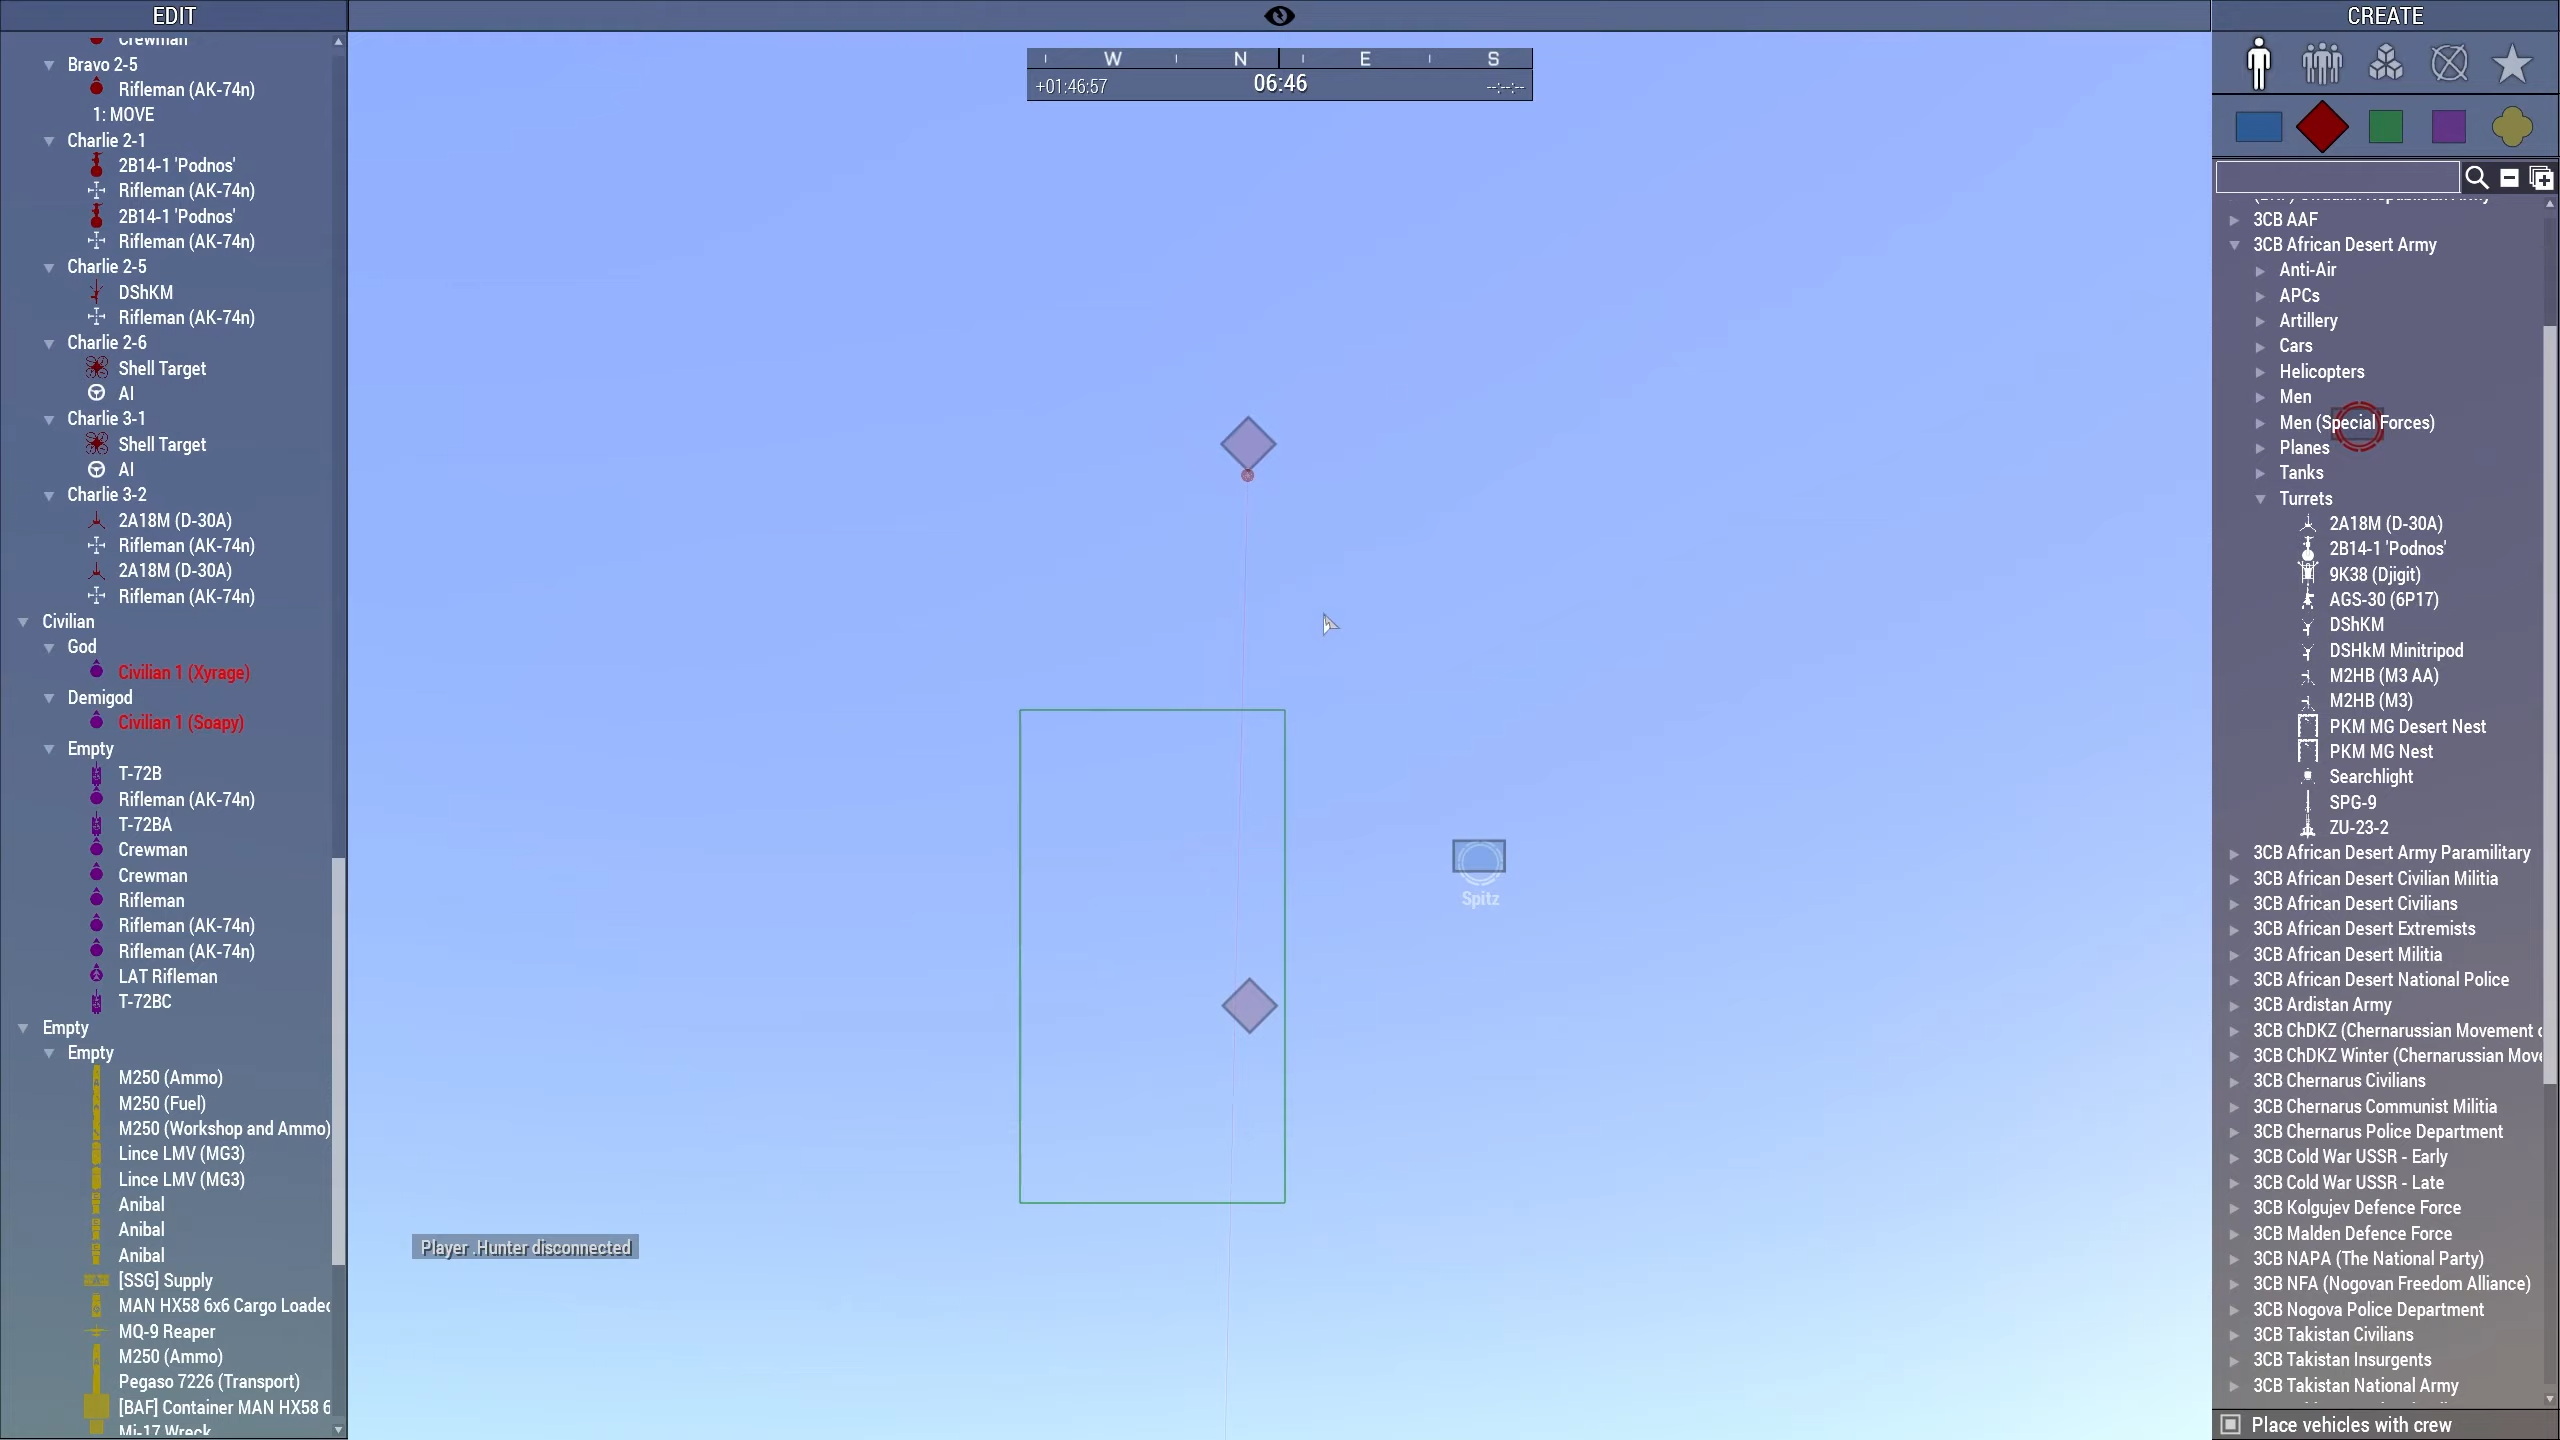 EDIT
Crewman
Bravo 2-5
Rifleman (AK-74n)
1: MOVE
Charlie 2-1
2B14-1 'Podnos'
Rifleman (AK-74n)
2B14-1 'Podnos'
Rifleman (AK-74n)
Charlie 2-5
DShKM
Rifleman (AK-74n)
Charlie 2-6
Shell Target
AI
Charlie 3-1
Shell Target
AI
Charlie 3-2
2A18M (D-30A)
Rifleman (AK-74n)
2A18M (D-30A)
Rifleman (AK-74n)
Civilian
God
Civilian 1 (Xyrage)
Demigod
Civilian 1 (Soapy)
Empty
T-72B
Rifleman (AK-74n)
T-72BA
Crewman
Crewman
Rifleman
Rifleman (AK-74n)
Rifleman (AK-74n)
LAT Rifleman
T-72BC
Empty
Empty
M250 (Ammo)
M250 (Fuel)
M250 (Workshop and Ammo)
Lince LMV (MG3)
Lince LMV (MG3)
Anibal
Anibal
Anibal
[SSG] Supply
MAN HX58 6x6 Cargo Loaded
MQ-9 Reaper
M250 (Ammo)
Pegaso 7226 (Transport)
[BAF] Container MAN HX58 6
Mi-17 Wreck
W N E S
+01:46:57 06:46 --:--:--
Spitz
Player .Hunter disconnected
CREATE
3CB AAF
3CB African Desert Army
Anti-Air
APCs
Artillery
Cars
Helicopters
Men
Men (Special Forces)
Planes
Tanks
Turrets
2A18M (D-30A)
2B14-1 'Podnos'
9K38 (Djigit)
AGS-30 (6P17)
DShKM
DSHkM Minitripod
M2HB (M3 AA)
M2HB (M3)
PKM MG Desert Nest
PKM MG Nest
Searchlight
SPG-9
ZU-23-2
3CB African Desert Army Paramilitary
3CB African Desert Civilian Militia
3CB African Desert Civilians
3CB African Desert Extremists
3CB African Desert Militia
3CB African Desert National Police
3CB Ardistan Army
3CB ChDKZ (Chernarussian Movement o
3CB ChDKZ Winter (Chernarussian Move
3CB Chernarus Civilians
3CB Chernarus Communist Militia
3CB Chernarus Police Department
3CB Cold War USSR - Early
3CB Cold War USSR - Late
3CB Kolgujev Defence Force
3CB Malden Defence Force
3CB NAPA (The National Party)
3CB NFA (Nogovan Freedom Alliance)
3CB Nogova Police Department
3CB Takistan Civilians
3CB Takistan Insurgents
3CB Takistan National Army
Place vehicles with crew